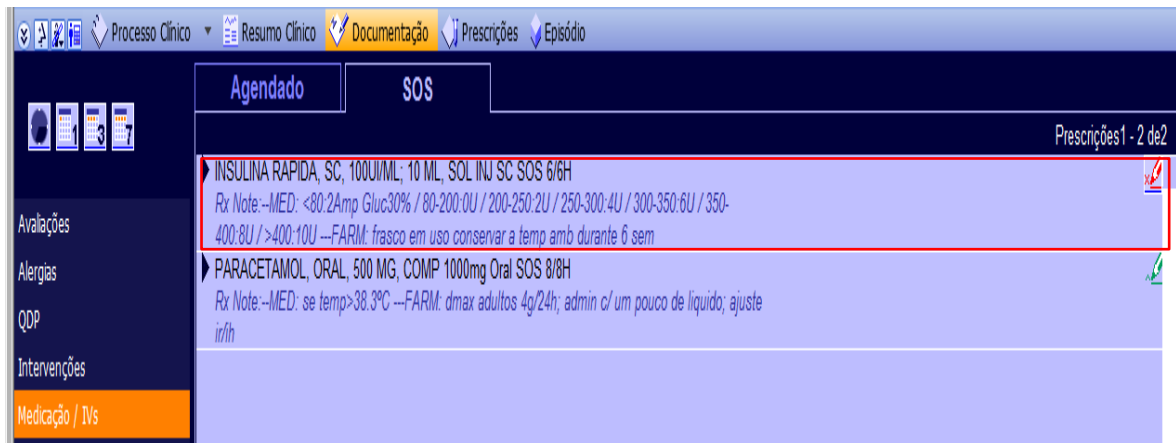 Processo Clínico Resumo Clínico Documentação Prescrições Episódio
Agendado SOS
1 3 7
Prescrições1 - 2 de2
INSULINA RAPIDA, SC, 100UI/ML; 10 ML, SOL INJ SC SOS 6/6H
Rx Note:--MED: <80:2Amp Gluc30% / 80-200:0U / 200-250:2U / 250-300:4U / 300-350:6U / 350-
400:8U / >400:10U ---FARM: frasco em uso conservar a temp amb durante 6 sem
PARACETAMOL, ORAL, 500 MG, COMP 1000mg Oral SOS 8/8H
Rx Note:--MED: se temp>38.3ºC ---FARM: dmax adultos 4g/24h; admin c/ um pouco de liquido; ajuste
ir/ih
Avaliações
Alergias
QDP
Intervenções
Medicação / IVs